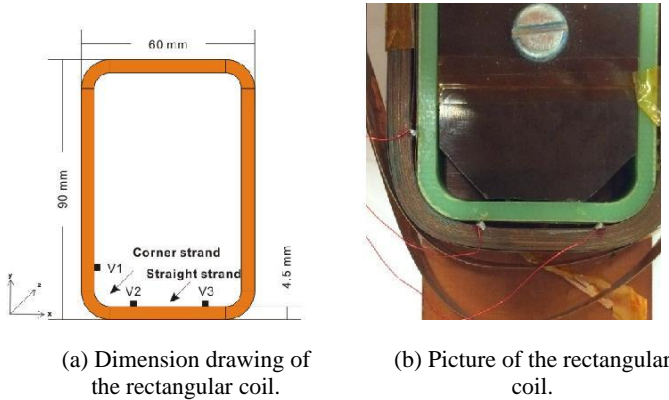 60 mm
90 mm
4.5 mm
Corner strand
Straight strand
V1
V2
V3
y
z
x
(a) Dimension drawing of
the rectangular coil.
(b) Picture of the rectangular
coil.